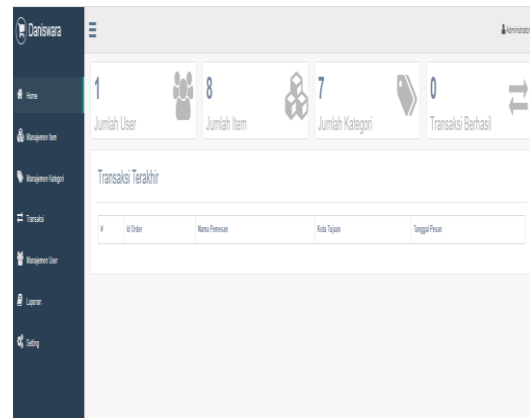 Daniswara
Administrator
Home
Manajemen Item
Manajemen Kategori
Transaksi
Manajemen User
Laporan
Setting
1
Jumlah User
8
Jumlah Item
7
Jumlah Kategori
0
Transaksi Berhasil
Transaksi Terakhir
# Id Order Nama Pemesan Kota Tujuan Tanggal Pesan